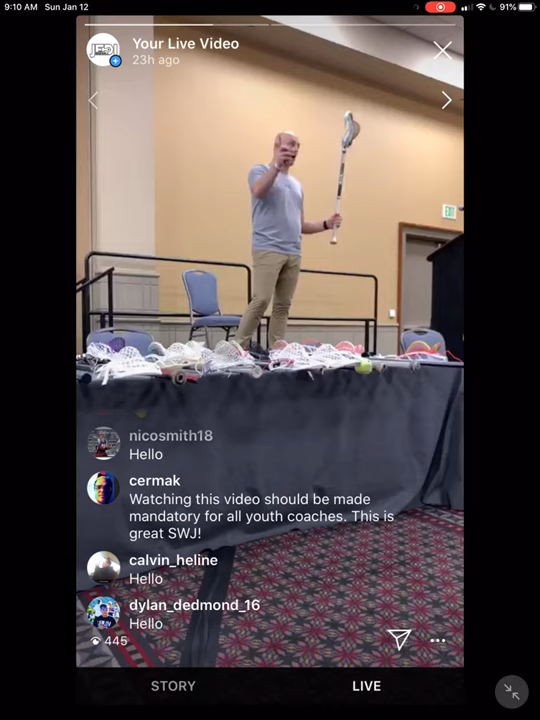 9:10 AM Sun Jan 12
91%
JEDI
Your Live Video
23h ago
nicosmith18
Hello
cermak
Watching this video should be made
mandatory for all youth coaches. This is
great SWJ!
calvin_heline
Hello
dylan_dedmond_16
Hello
445
STORY
LIVE